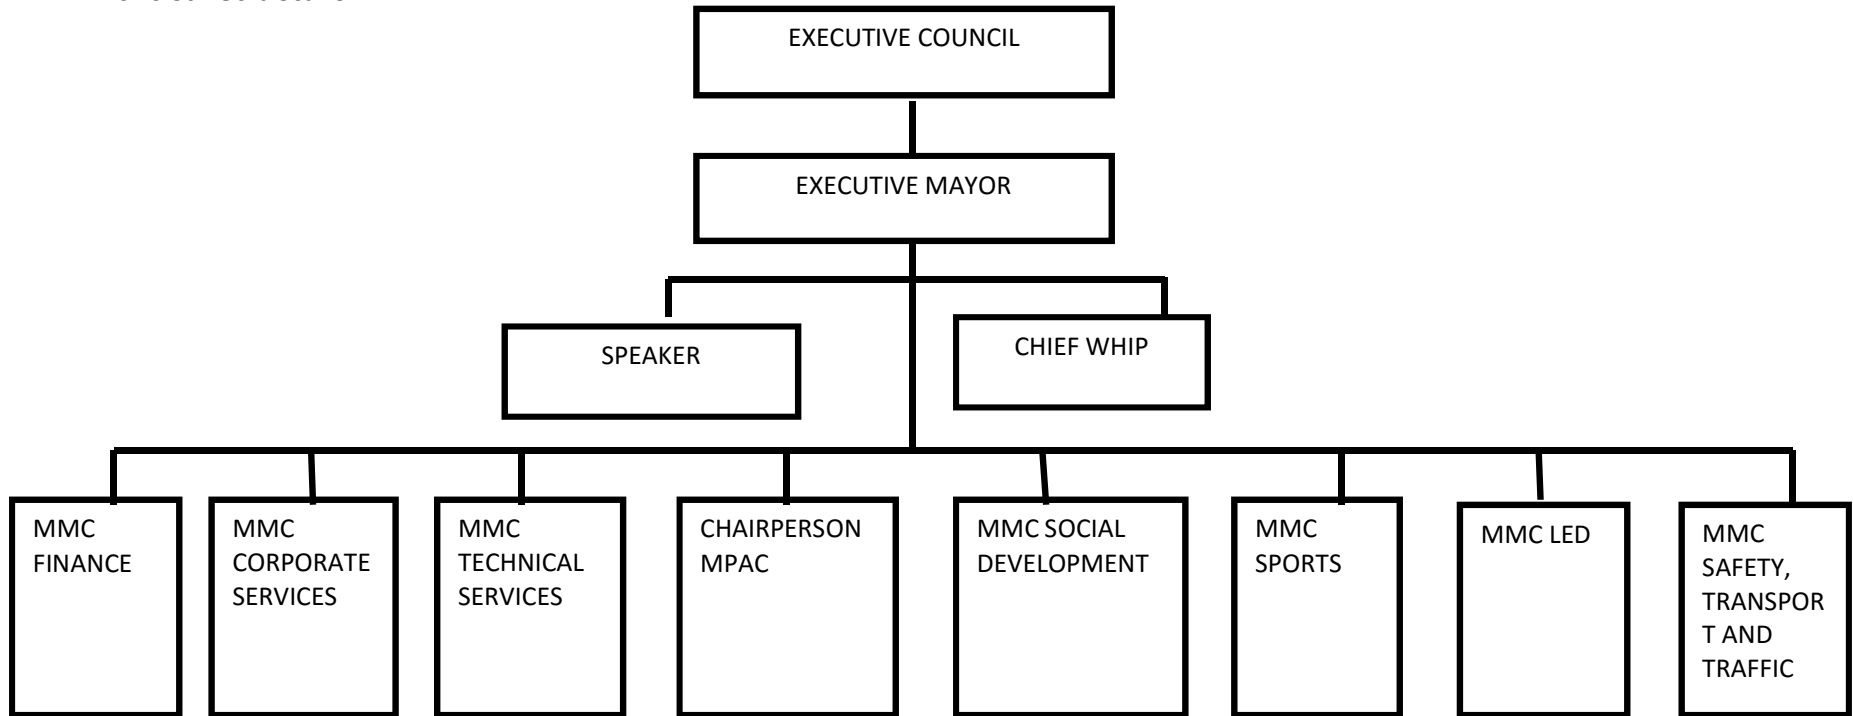 EXECUTIVE COUNCIL
EXECUTIVE MAYOR
SPEAKER
CHIEF WHIP
MMC
FINANCE
MMC
CORPORATE
SERVICES
MMC
TECHNICAL
SERVICES
CHAIRPERSON
MPAC
MMC SOCIAL
DEVELOPMENT
MMC
SPORTS
MMC LED
MMC
SAFETY,
TRANSPOR
T AND
TRAFFIC